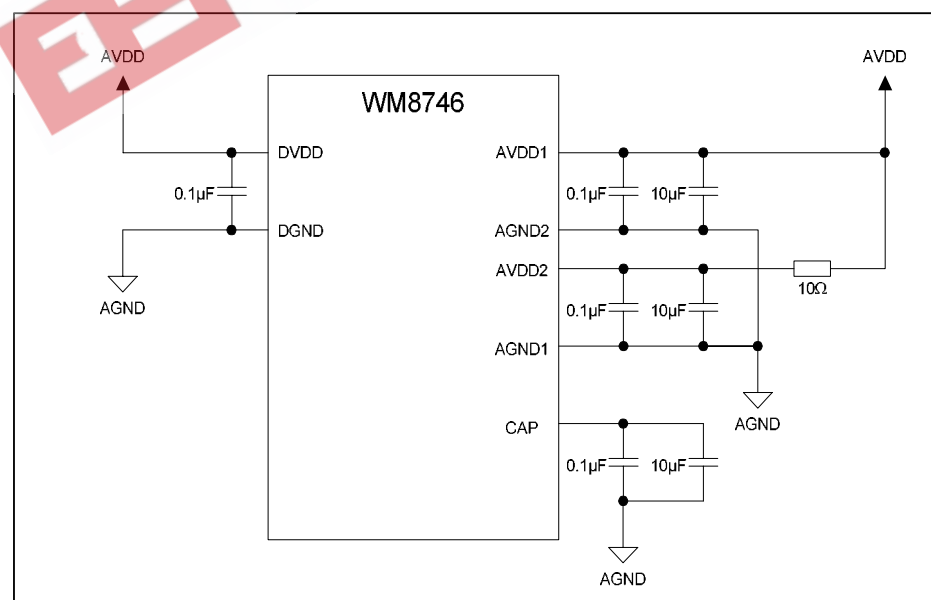 AVDD
AVDD
WM8746
DVDD
AVDD1
0.1µF
0.1µF
10µF
DGND
AGND2
AVDD2
10Ω
AGND
0.1µF
10µF
AGND1
AGND
CAP
0.1µF
10µF
AGND